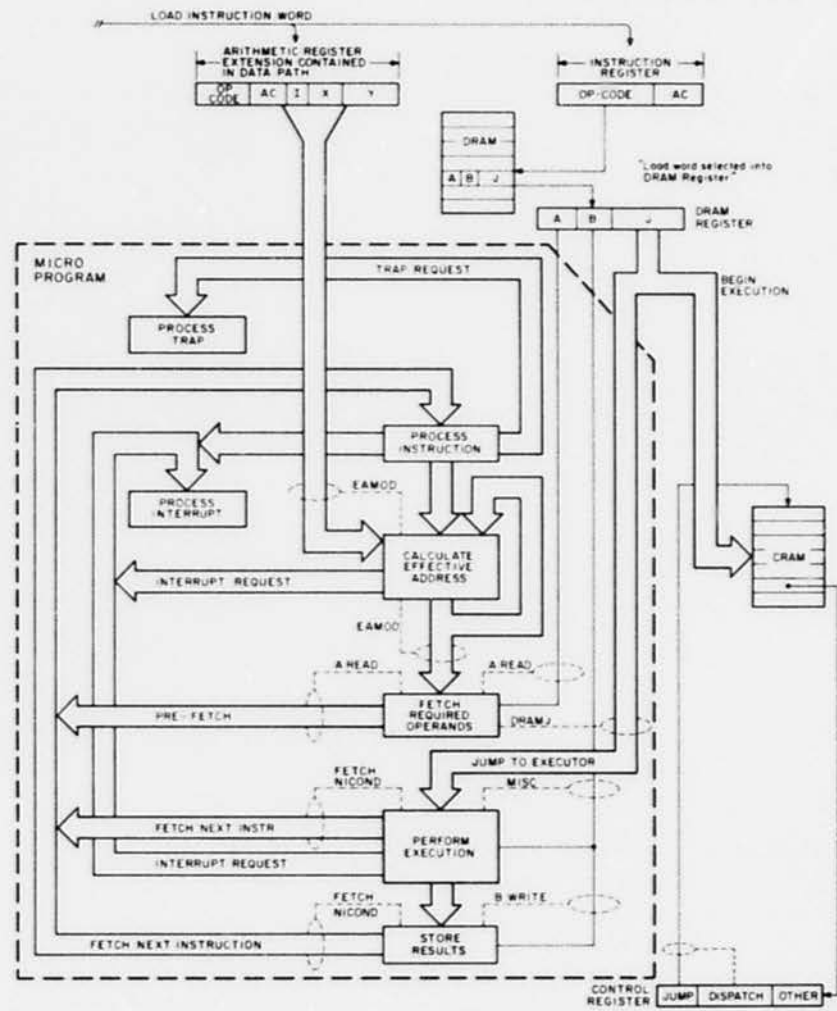 LOAD INSTRUCTION WORD
ARITHMETIC REGISTER
EXTENSION CONTAINED
IN DATA PATH
OP
CODE
AC
I
X
Y
INSTRUCTION
REGISTER
OP-CODE
AC
DRAM
A
B
J
"Load word selected into
DRAM Register"
A
B
J
DRAM
REGISTER
MICRO
PROGRAM
TRAP REQUEST
BEGIN
EXECUTION
PROCESS
TRAP
PROCESS
INSTRUCTION
EAMOD
PROCESS
INTERRUPT
CALCULATE
EFFECTIVE
ADDRESS
CRAM
INTERRUPT REQUEST
EAMOD
A READ
A READ
FETCH
REQUIRED
OPERANDS
PRE-FETCH
DRAMJ
JUMP TO EXECUTOR
FETCH
NICOND
MISC
FETCH NEXT INSTR
PERFORM
EXECUTION
INTERRUPT REQUEST
FETCH
NICOND
B WRITE
STORE
RESULTS
FETCH NEXT INSTRUCTION
CONTROL
REGISTER
JUMP
DISPATCH
OTHER